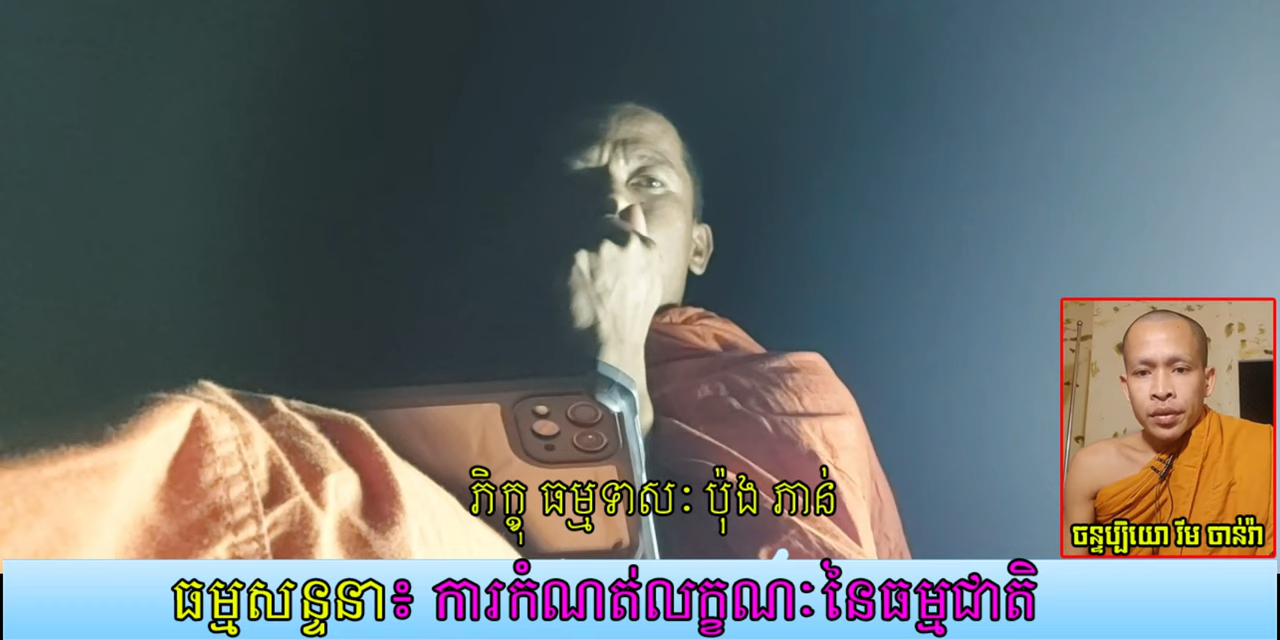 ភិក្ខុ ធម្មទាសៈ ប៉ុង ភាន់
ចន្ទប្បិយោ រីម ចាន់រ៉ា
ធម្មសន្ទនា៖ ការកំណត់លក្ខណៈនៃធម្មជាតិ